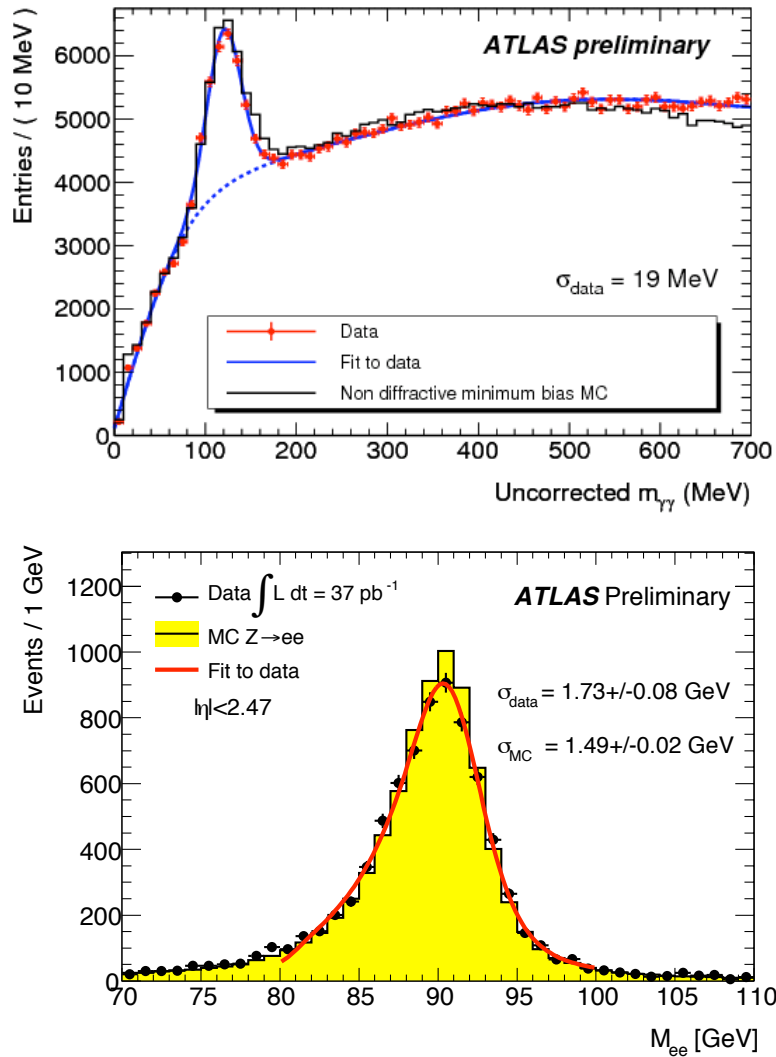 Entries / ( 10 MeV )
6000
5000
4000
3000
2000
1000
0
ATLAS preliminary
σdata = 19 MeV
Data
Fit to data
Non diffractive minimum bias MC
0 100 200 300 400 500 600 700
Uncorrected mγγ (MeV)
Events / 1 GeV
1200
1000
800
600
400
200
0
Data ∫ L dt = 37 pb⁻¹
MC Z→ee
Fit to data
|η|<2.47
ATLAS Preliminary
σdata = 1.73+/-0.08 GeV
σMC = 1.49+/-0.02 GeV
70 75 80 85 90 95 100 105 110
Mee [GeV]